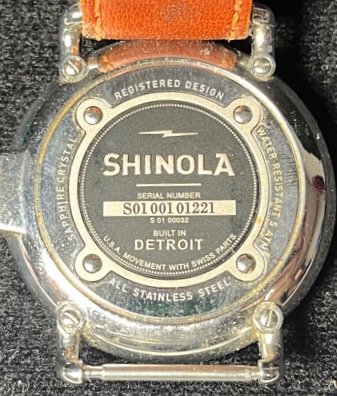 REGISTERED DESIGN
SAPPHIRE CRYSTAL
WATER RESISTANT 5 ATM
SHINOLA
SERIAL NUMBER
S01 001 01221
S 01 00032
BUILT IN
DETROIT
U.S.A. MOVEMENT WITH SWISS PARTS
ALL STAINLESS STEEL